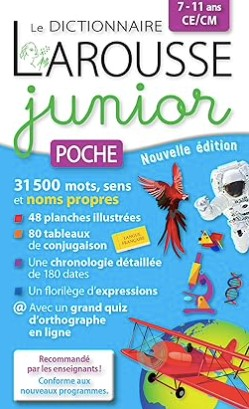 7 - 11 ans
CE/CM
Le DICTIONNAIRE
LAROUSSE
junior
POCHE
Nouvelle édition
31 500 mots, sens
et noms propres
48 planches illustrées
80 tableaux
de conjugaison
LANGUE
FRANÇAISE
Une chronologie détaillée
de 180 dates
Un florilège d'expressions
@ Avec un grand quiz
d'orthographe
en ligne
Recommandé
par les enseignants !
Conforme aux
nouveaux programmes.